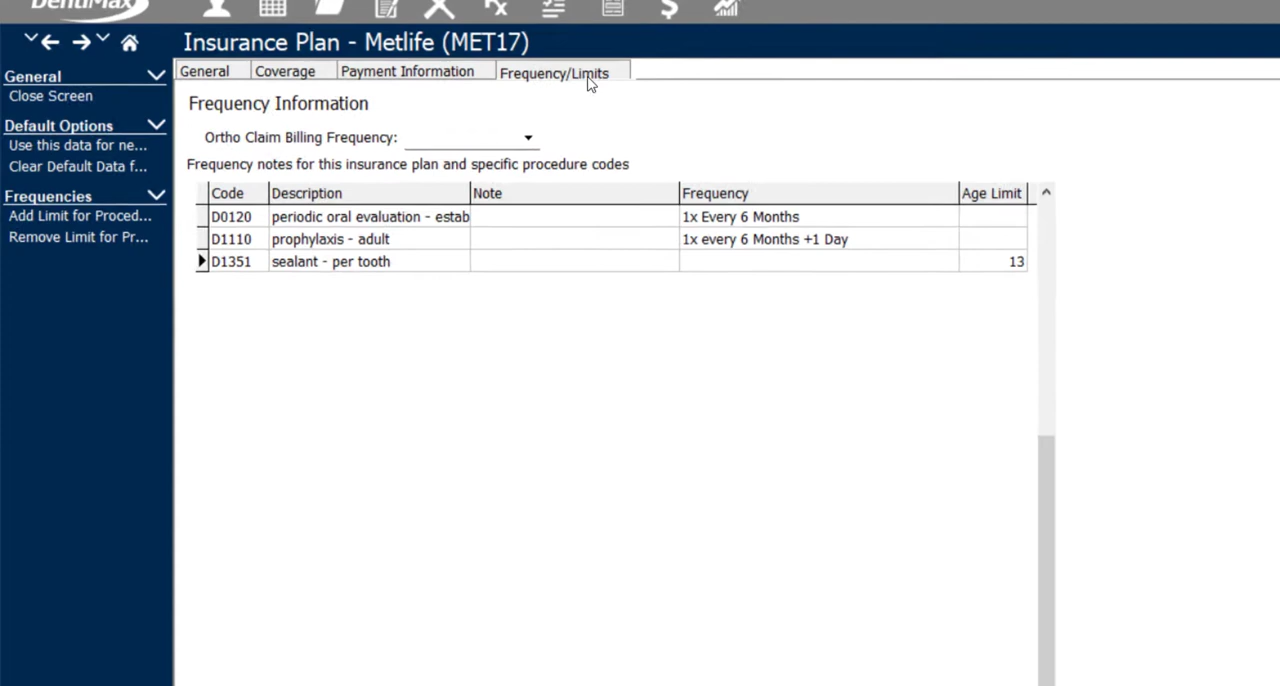 DentiMax
Insurance Plan - Metlife (MET17)
General
Close Screen
Default Options
Use this data for ne...
Clear Default Data f...
Frequencies
Add Limit for Proced...
Remove Limit for Pr...
General Coverage Payment Information Frequency/Limits
Frequency Information
Ortho Claim Billing Frequency:
Frequency notes for this insurance plan and specific procedure codes
Code Description Note Frequency Age Limit
D0120 periodic oral evaluation - estab 1x Every 6 Months
D1110 prophylaxis - adult 1x every 6 Months +1 Day
D1351 sealant - per tooth 13